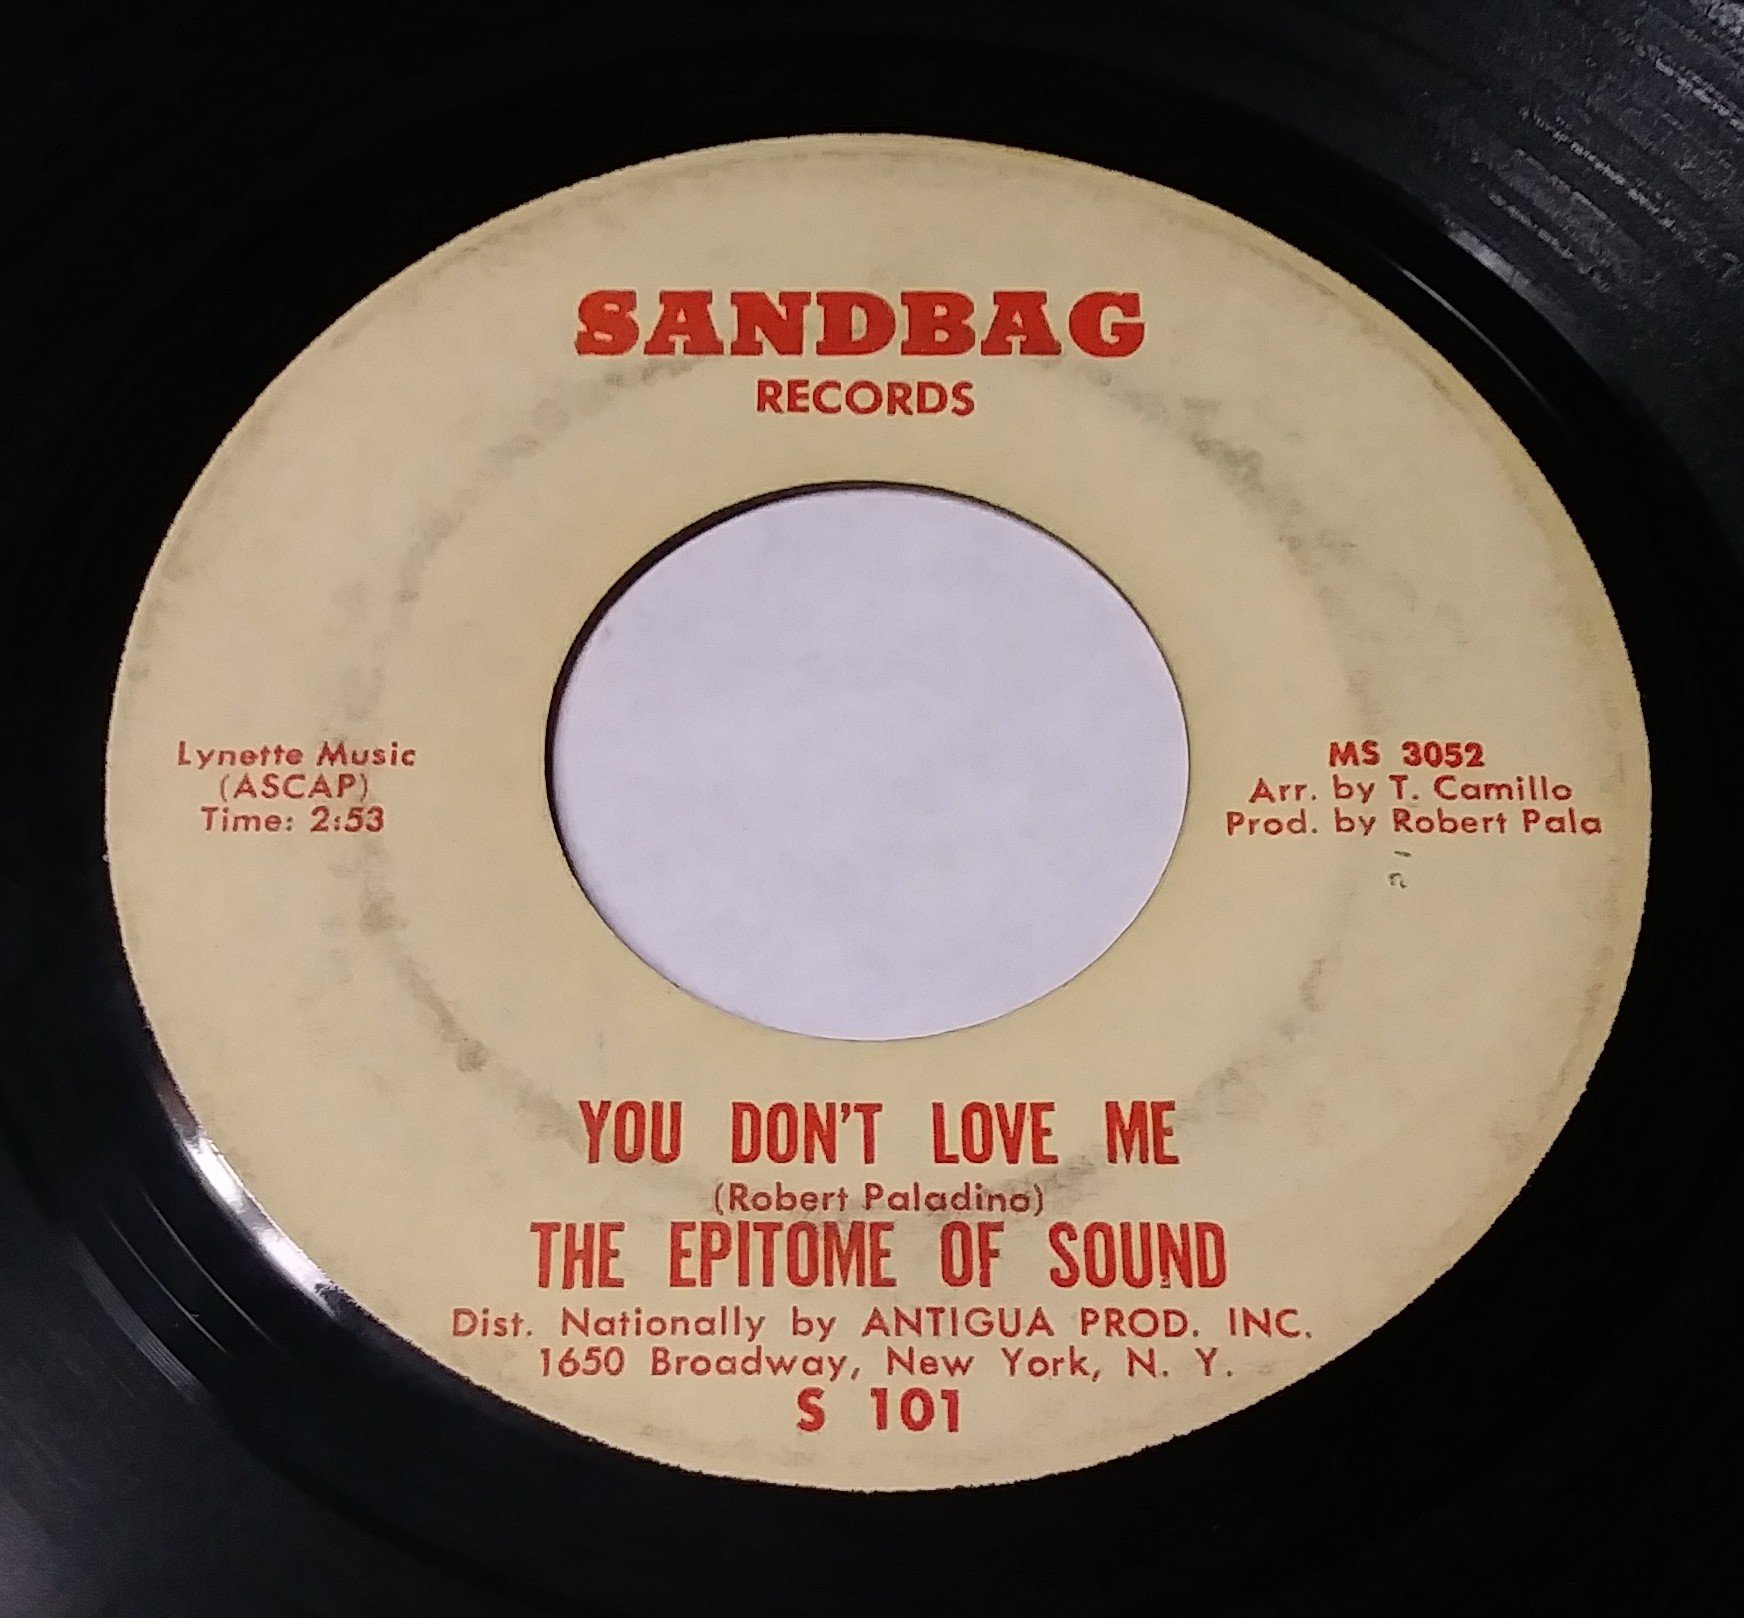 SANDBAG
RECORDS
Lynette Music
(ASCAP)
Time: 2:53
MS 3052
Arr. by T. Camillo
Prod. by Robert Pala
YOU DON'T LOVE ME
(Robert Paladino)
THE EPITOME OF SOUND
Dist. Nationally by ANTIGUA PROD. INC.
1650 Broadway, New York, N. Y.
S 101